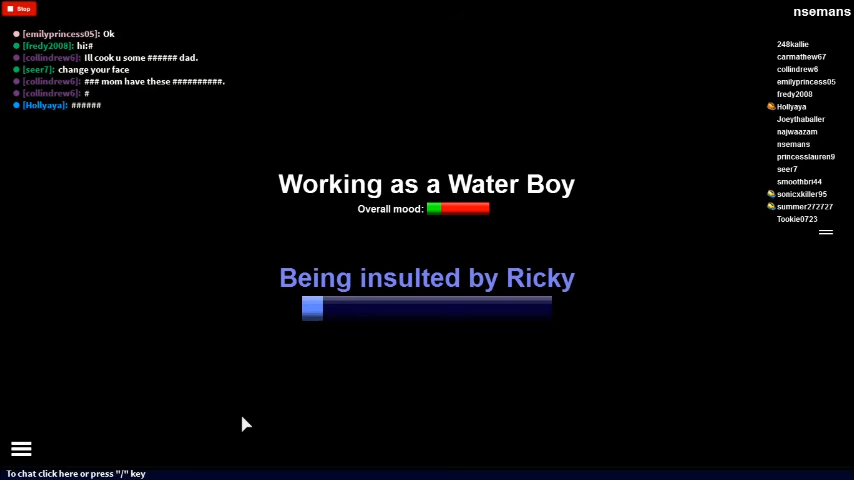 Stop
nsemans
[emilyprincess05]: Ok
[fredy2008]: hi:#
[collindrew6]: Ill cook u some ###### dad.
[seer7]: change your face
[collindrew6]: ### mom have these ##########.
[collindrew6]: #
[Hollyaya]: ######
248kallie
carmathew67
collindrew6
emilyprincess05
fredy2008
Hollyaya
Joeythaballer
najwaazam
nsemans
princesslauren9
seer7
smoothbri44
sonicxkiller95
summer272727
Tookie0723
Working as a Water Boy
Overall mood:
Being insulted by Ricky
To chat click here or press "/" key